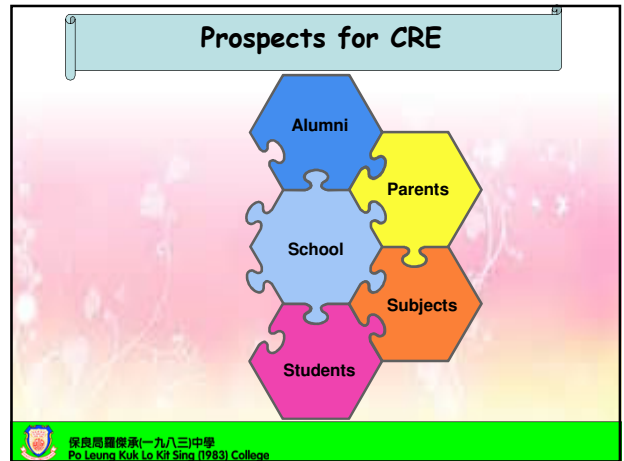 Prospects for CRE
Alumni
Parents
School
Subjects
Students
保良局羅傑承(一九八三)中學
Po Leung Kuk Lo Kit Sing (1983) College